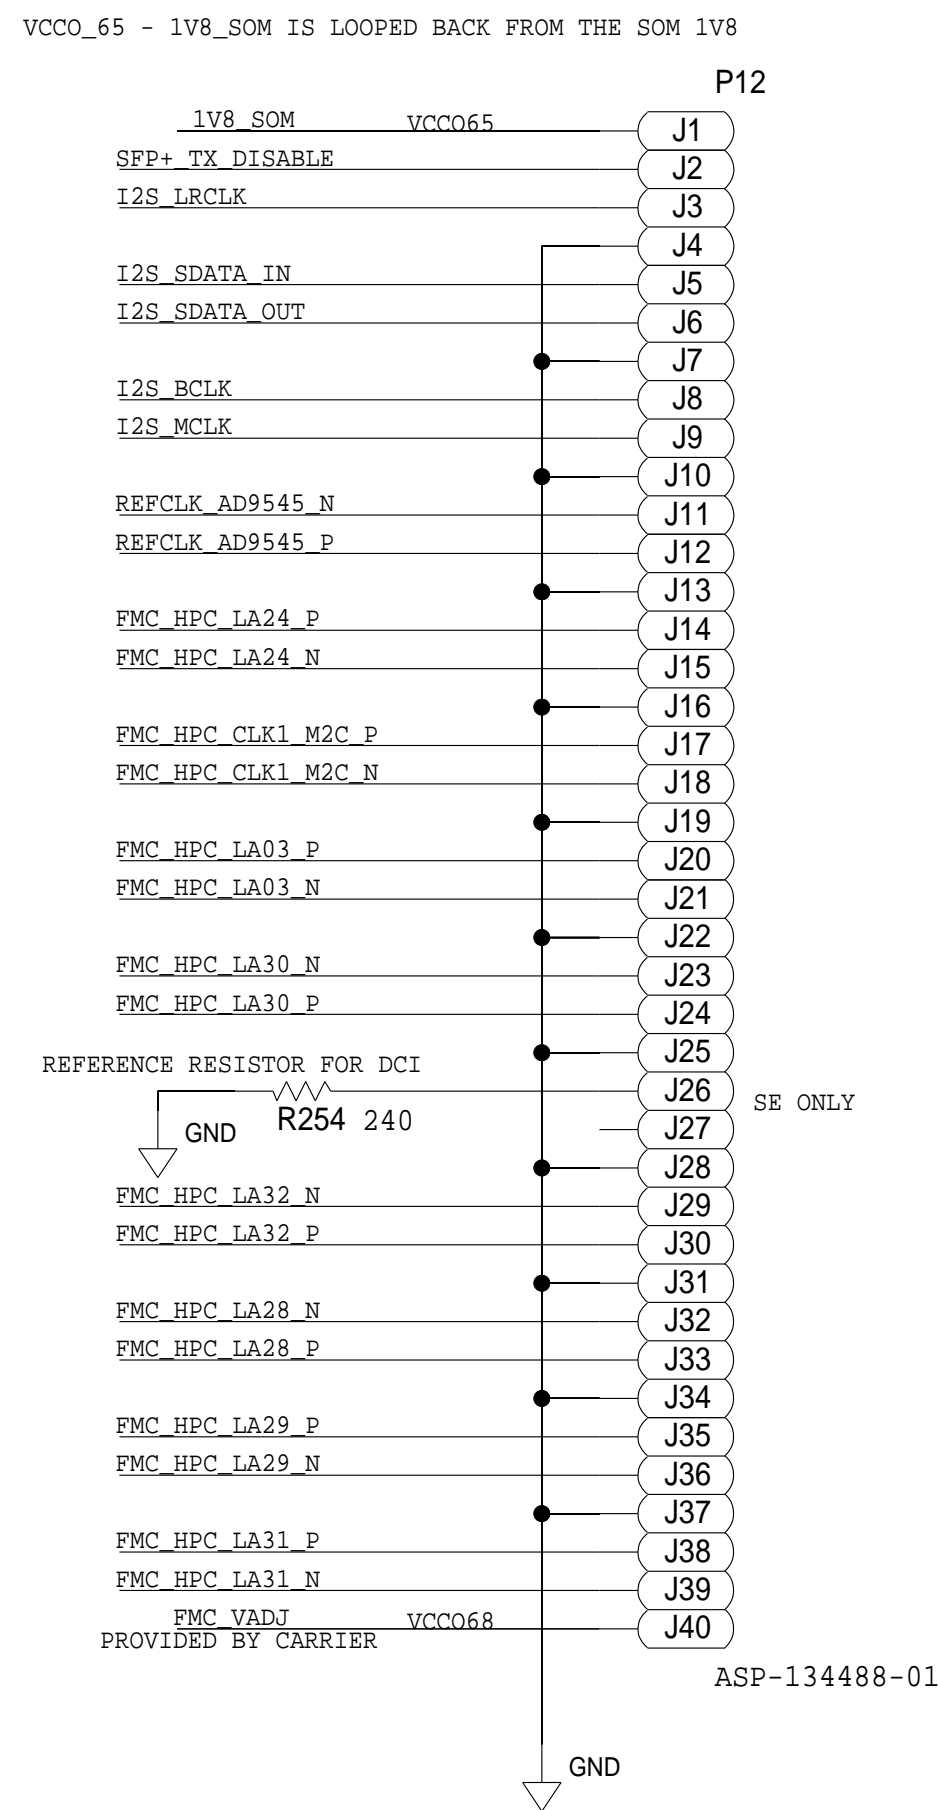 VCCO_65 - 1V8_SOM IS LOOPED BACK FROM THE SOM 1V8
P12
1V8_SOM VCCO65 J1
SFP+_TX_DISABLE J2
I2S_LRCLK J3
J4
I2S_SDATA_IN J5
I2S_SDATA_OUT J6
J7
I2S_BCLK J8
I2S_MCLK J9
J10
REFCLK_AD9545_N J11
REFCLK_AD9545_P J12
J13
FMC_HPC_LA24_P J14
FMC_HPC_LA24_N J15
J16
FMC_HPC_CLK1_M2C_P J17
FMC_HPC_CLK1_M2C_N J18
J19
FMC_HPC_LA03_P J20
FMC_HPC_LA03_N J21
J22
FMC_HPC_LA30_N J23
FMC_HPC_LA30_P J24
J25
REFERENCE RESISTOR FOR DCI
J26
SE ONLY
R254 240
GND
J27
J28
FMC_HPC_LA32_N J29
FMC_HPC_LA32_P J30
J31
FMC_HPC_LA28_N J32
FMC_HPC_LA28_P J33
J34
FMC_HPC_LA29_P J35
FMC_HPC_LA29_N J36
J37
FMC_HPC_LA31_P J38
FMC_HPC_LA31_N J39
FMC_VADJ VCCO68 J40
PROVIDED BY CARRIER
ASP-134488-01
GND